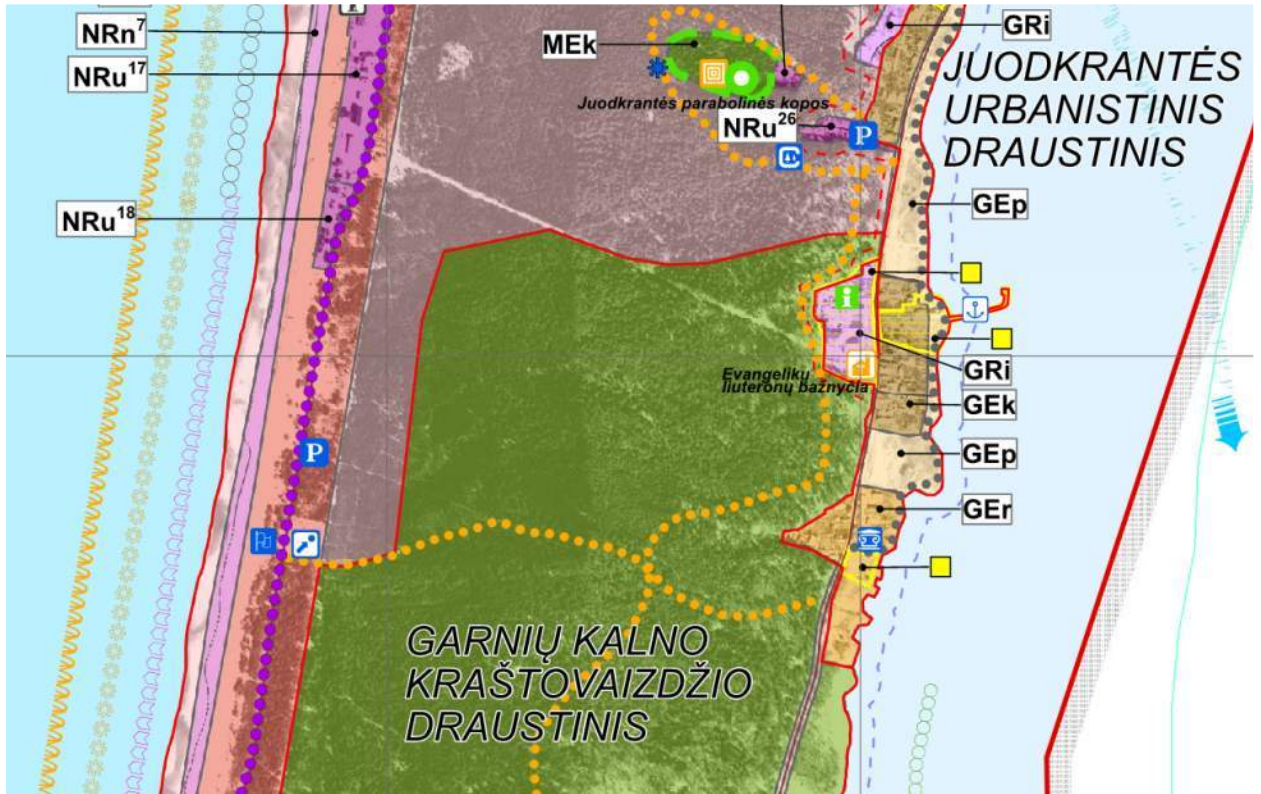 NRn⁷
GRi
MEk
JUODKRANTĖS
URBANISTINIS
DRAUSTINIS
NRu¹⁷
Juodkrantės parabolinės kopos
NRu²⁶
P
GEp
NRu¹⁸
i
GRi
Evangelikų
liuteronų bažnyčia
GEk
P
GEp
GEr
GARNIŲ KALNO
KRAŠTOVAIZDŽIO
DRAUSTINIS